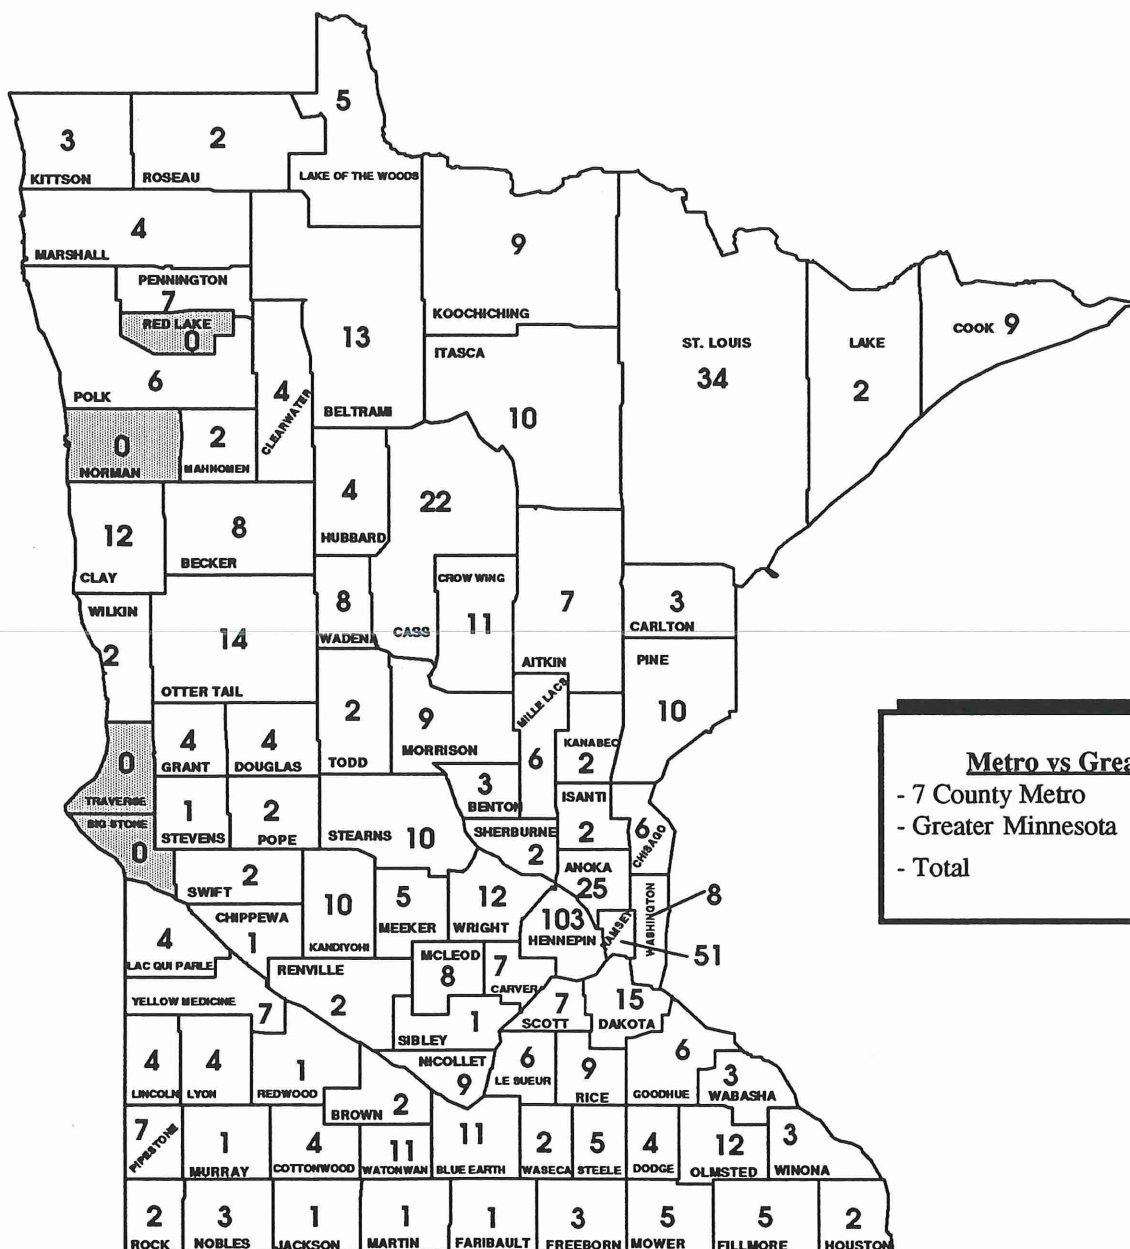 5
3
KITTSON
2
ROSEAU
LAKE OF THE WOODS
4
MARSHALL
9
KOOCHICHING
PENNINGTON
7
RED LAKE
0
6
POLK
4
CLEARWATER
13
BELTRAMI
ITASCA
10
ST. LOUIS
34
LAKE
2
COOK 9
0
NORMAN
2
MAHNOMEN
12
CLAY
8
BECKER
4
HUBBARD
22
CASS
CROW WING
11
7
AITKIN
3
CARLTON
WILKIN
2
14
OTTER TAIL
8
WADENA
PINE
10
0
TRAVERSE
4
GRANT
4
DOUGLAS
2
TODD
9
MORRISON
MILLE LACS
6
KANABEC
2
BIG STONE
0
1
STEVENS
2
POPE
STEARNS 10
3
BENTON
SHERBURNE
2
ISANTI
2
6
CHISAGO
2
SWIFT
CHIPPEWA
1
10
KANDIYOHI
5
MEEKER
12
WRIGHT
ANOKA
25
103
HENNEPIN
RAMSEY
51
WASHINGTON
8
4
LAC QUI PARLE
RENVILLE
2
MCLEOD
8
7
CARVER
YELLOW MEDICINE
7
1
SIBLEY
7
SCOTT
15
DAKOTA
4
LINCOLN
4
LYON
1
REDWOOD
NICOLLET
9
6
LE SUEUR
9
RICE
6
GOODHUE
3
WABASHA
BROWN 2
7
PIPESTONE
1
MURRAY
4
COTTONWOOD
11
WATONWAN
11
BLUE EARTH
2
WASECA
5
STEELE
4
DODGE
12
OLMSTED
3
WINONA
2
ROCK
3
NOBLES
1
JACKSON
1
MARTIN
1
FARIBAULT
3
FREEBORN
5
MOWER
5
FILLMORE
2
HOUSTON
Metro vs Grea
- 7 County Metro
- Greater Minnesota
- Total